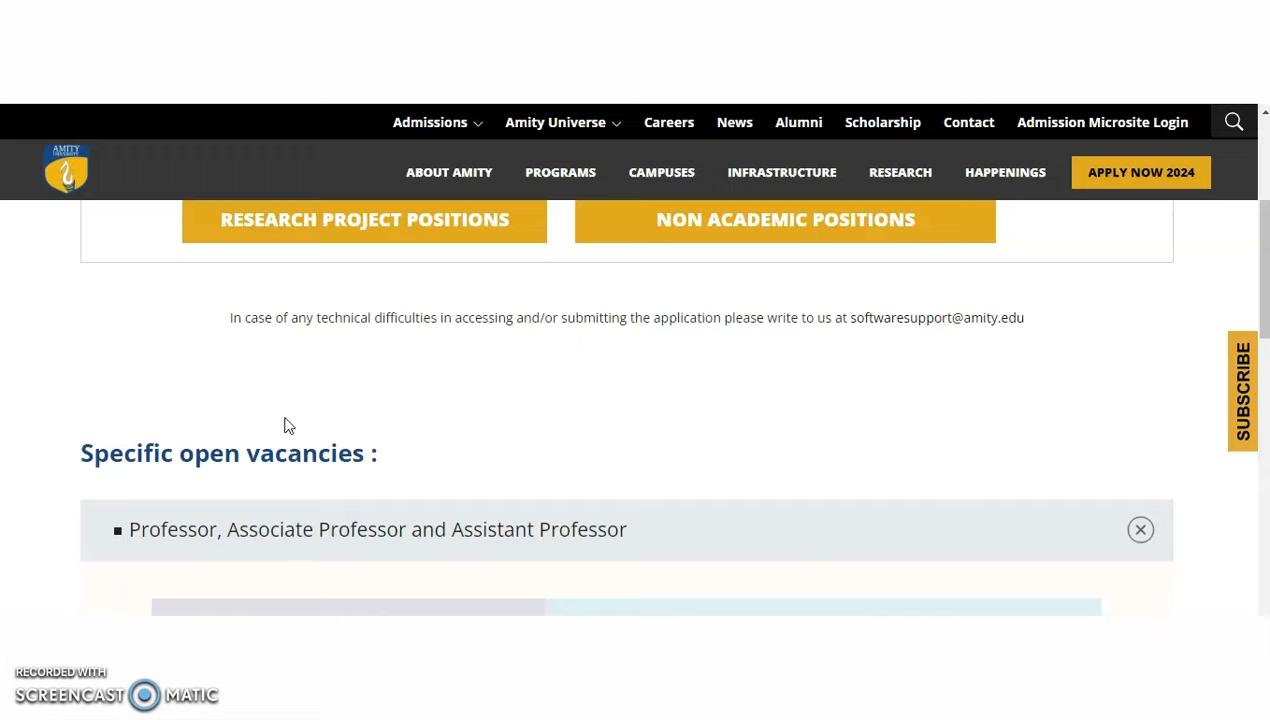 Admissions Amity Universe Careers News Alumni Scholarship Contact Admission Microsite Login
AMITY
UNIVERSITY
ABOUT AMITY PROGRAMS CAMPUSES INFRASTRUCTURE RESEARCH HAPPENINGS APPLY NOW 2024
RESEARCH PROJECT POSITIONS NON ACADEMIC POSITIONS
In case of any technical difficulties in accessing and/or submitting the application please write to us at softwaresupport@amity.edu
SUBSCRIBE
Specific open vacancies :
Professor, Associate Professor and Assistant Professor
RECORDED WITH
SCREENCAST MATIC